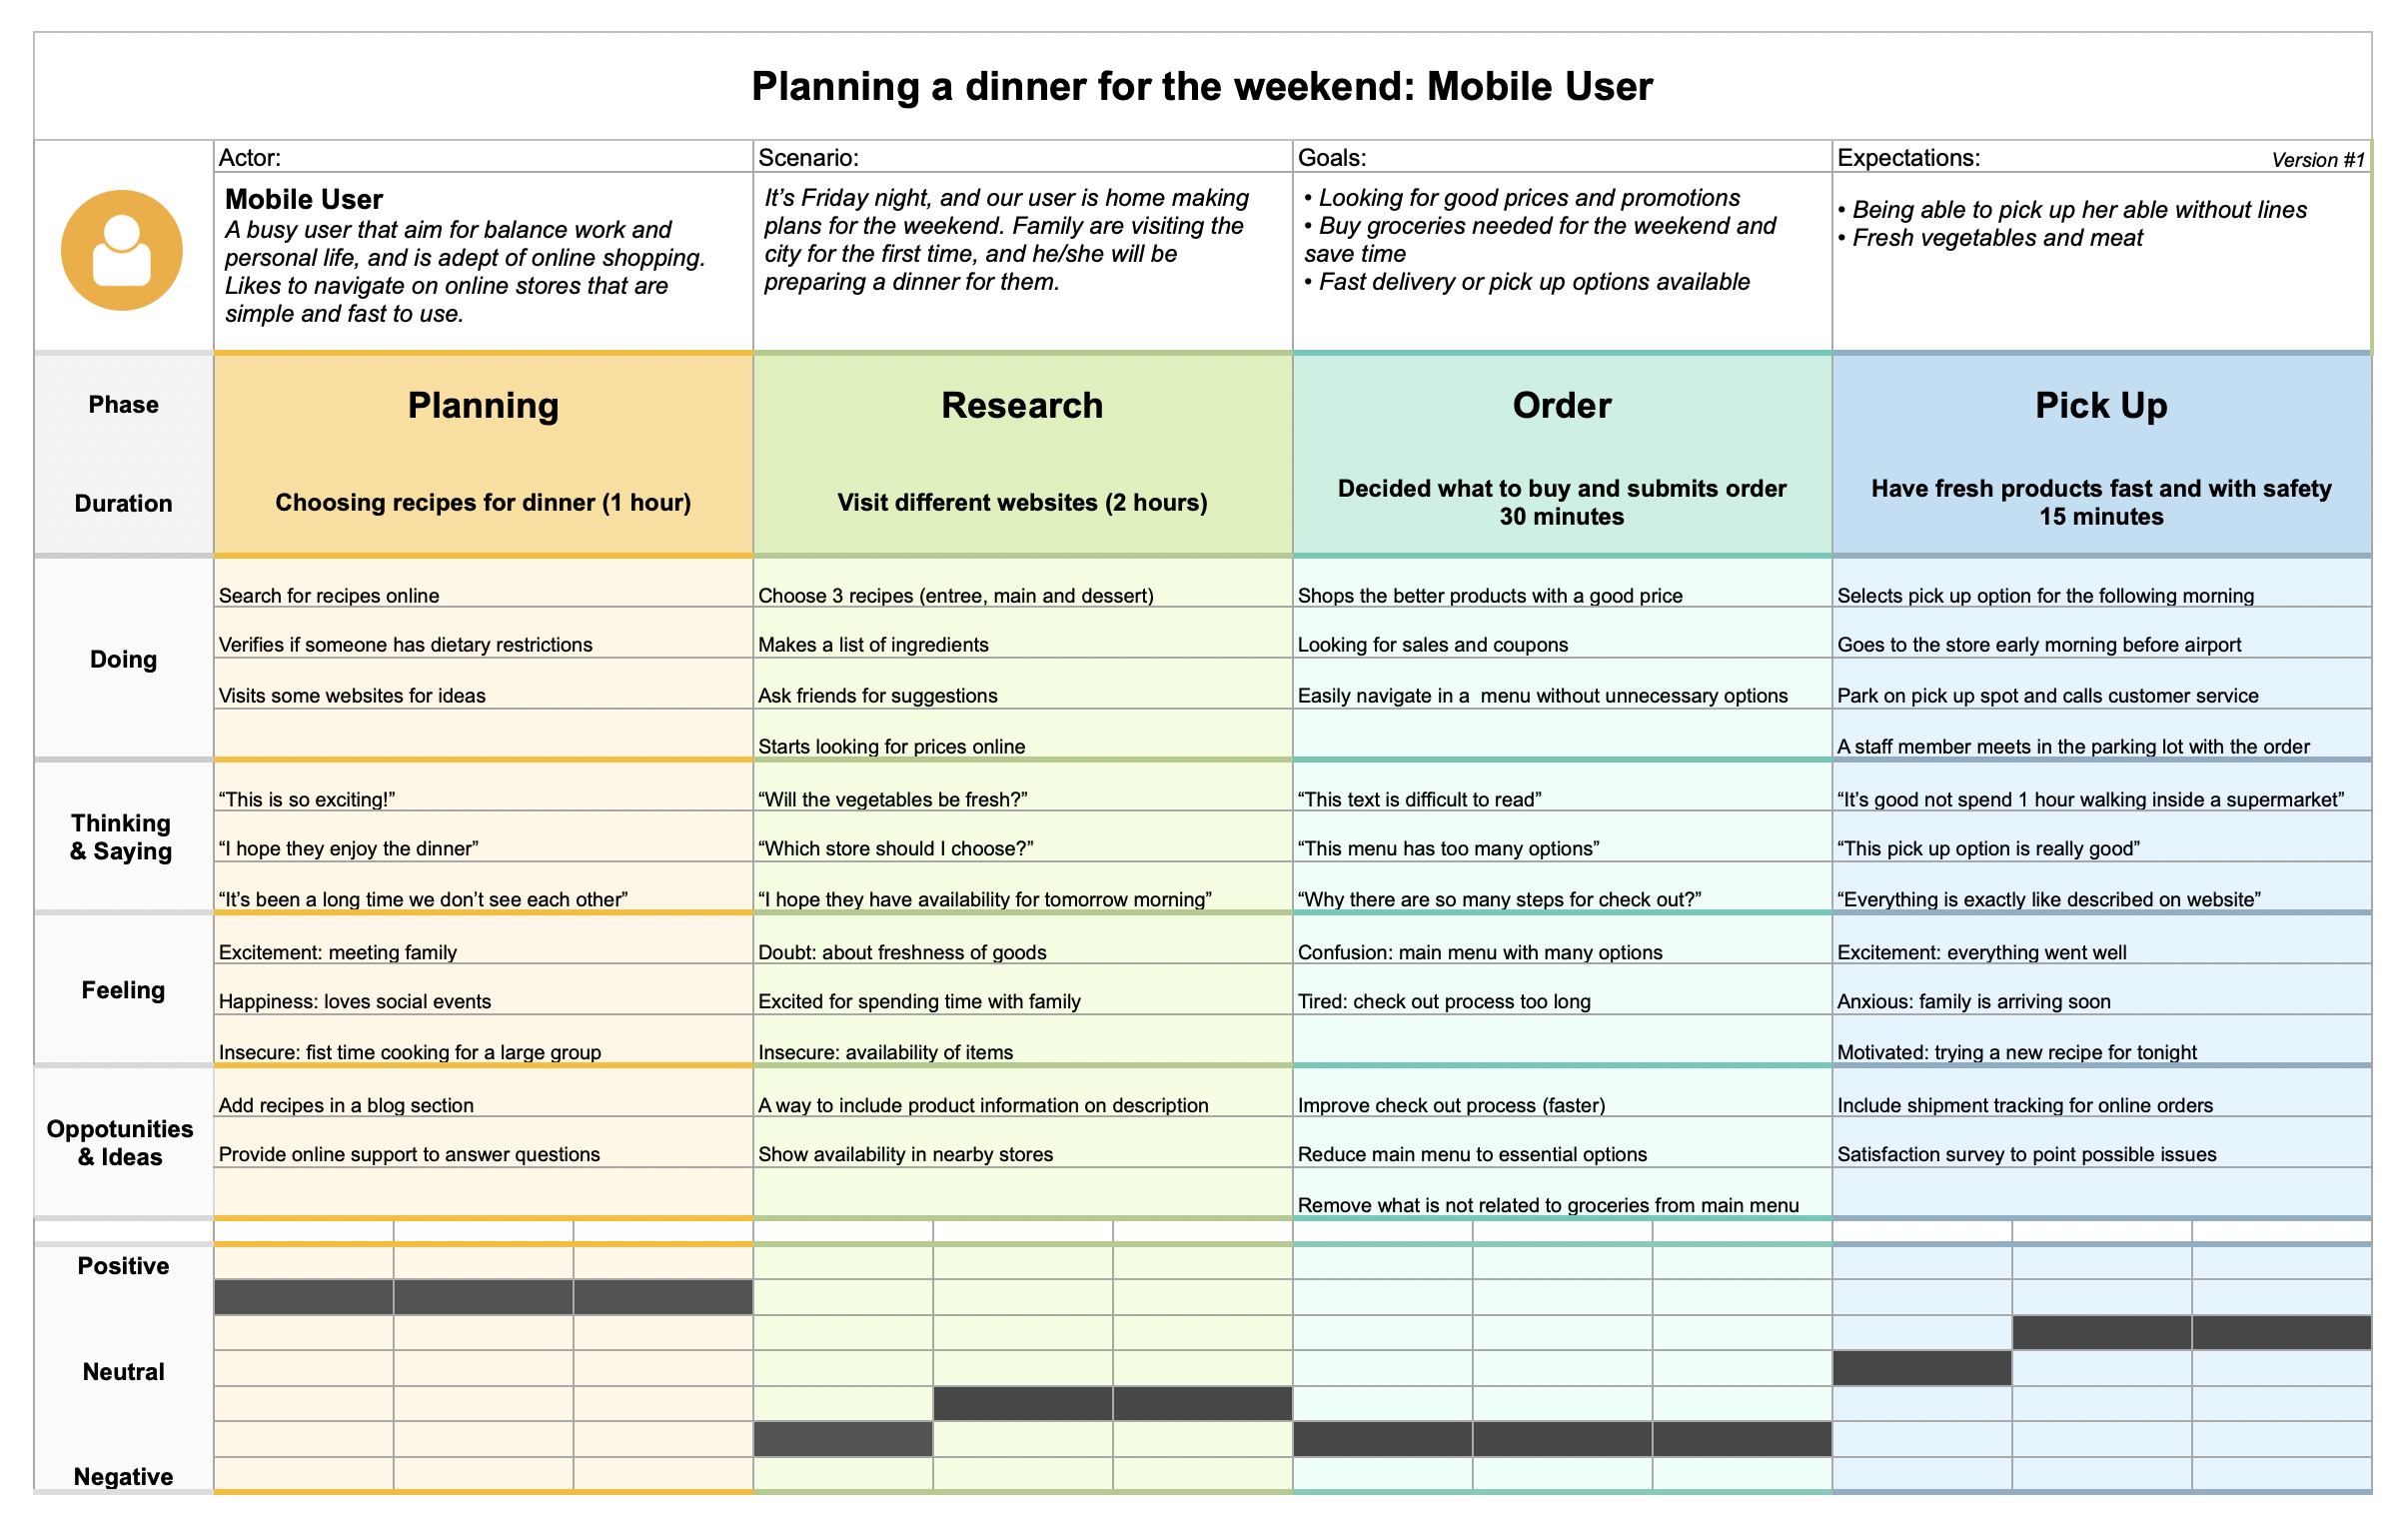 Planning a dinner for the weekend: Mobile User
Actor:
Scenario:
Goals:
Expectations:
Version #1
Mobile User
A busy user that aim for balance work and
personal life, and is adept of online shopping.
Likes to navigate on online stores that are
simple and fast to use.
It’s Friday night, and our user is home making
plans for the weekend. Family are visiting the
city for the first time, and he/she will be
preparing a dinner for them.
• Looking for good prices and promotions
• Buy groceries needed for the weekend and
save time
• Fast delivery or pick up options available
• Being able to pick up her able without lines
• Fresh vegetables and meat
Phase
Planning
Research
Order
Pick Up
Duration
Choosing recipes for dinner (1 hour)
Visit different websites (2 hours)
Decided what to buy and submits order
30 minutes
Have fresh products fast and with safety
15 minutes
Doing
Search for recipes online
Choose 3 recipes (entree, main and dessert)
Shops the better products with a good price
Selects pick up option for the following morning
Verifies if someone has dietary restrictions
Makes a list of ingredients
Looking for sales and coupons
Goes to the store early morning before airport
Visits some websites for ideas
Ask friends for suggestions
Easily navigate in a  menu without unnecessary options
Park on pick up spot and calls customer service
Starts looking for prices online
A staff member meets in the parking lot with the order
Thinking
& Saying
“This is so exciting!”
“Will the vegetables be fresh?”
“This text is difficult to read”
“It’s good not spend 1 hour walking inside a supermarket”
“I hope they enjoy the dinner”
“Which store should I choose?”
“This menu has too many options”
“This pick up option is really good”
“It’s been a long time we don’t see each other”
“I hope they have availability for tomorrow morning”
“Why there are so many steps for check out?”
“Everything is exactly like described on website”
Feeling
Excitement: meeting family
Doubt: about freshness of goods
Confusion: main menu with many options
Excitement: everything went well
Happiness: loves social events
Excited for spending time with family
Tired: check out process too long
Anxious: family is arriving soon
Insecure: fist time cooking for a large group
Insecure: availability of items
Motivated: trying a new recipe for tonight
Oppotunities
& Ideas
Add recipes in a blog section
A way to include product information on description
Improve check out process (faster)
Include shipment tracking for online orders
Provide online support to answer questions
Show availability in nearby stores
Reduce main menu to essential options
Satisfaction survey to point possible issues
Remove what is not related to groceries from main menu
Positive
Neutral
Negative